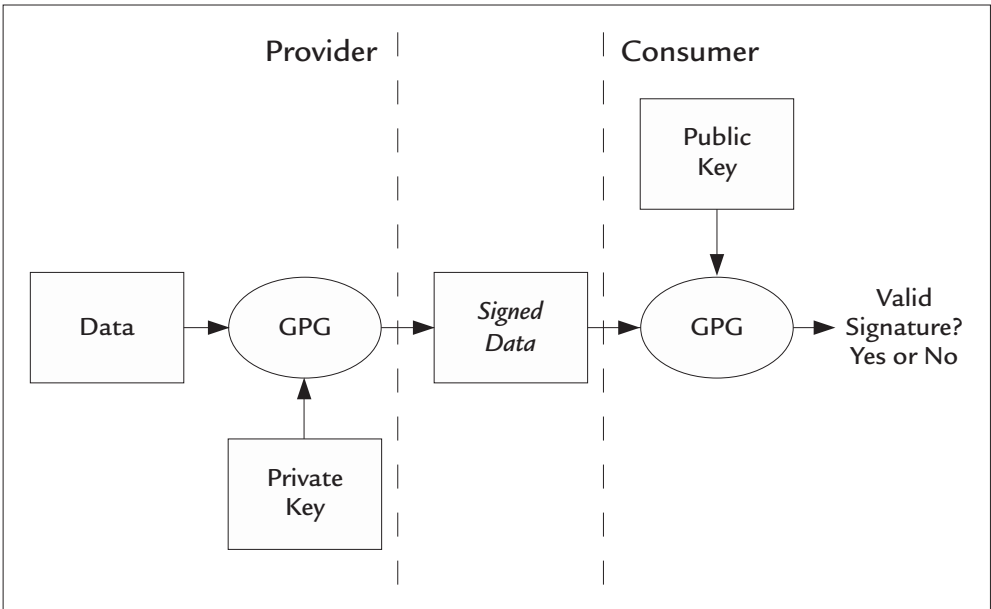 Provider
Consumer
Public
Key
Data
GPG
Signed
Data
GPG
Valid
Signature?
Yes or No
Private
Key